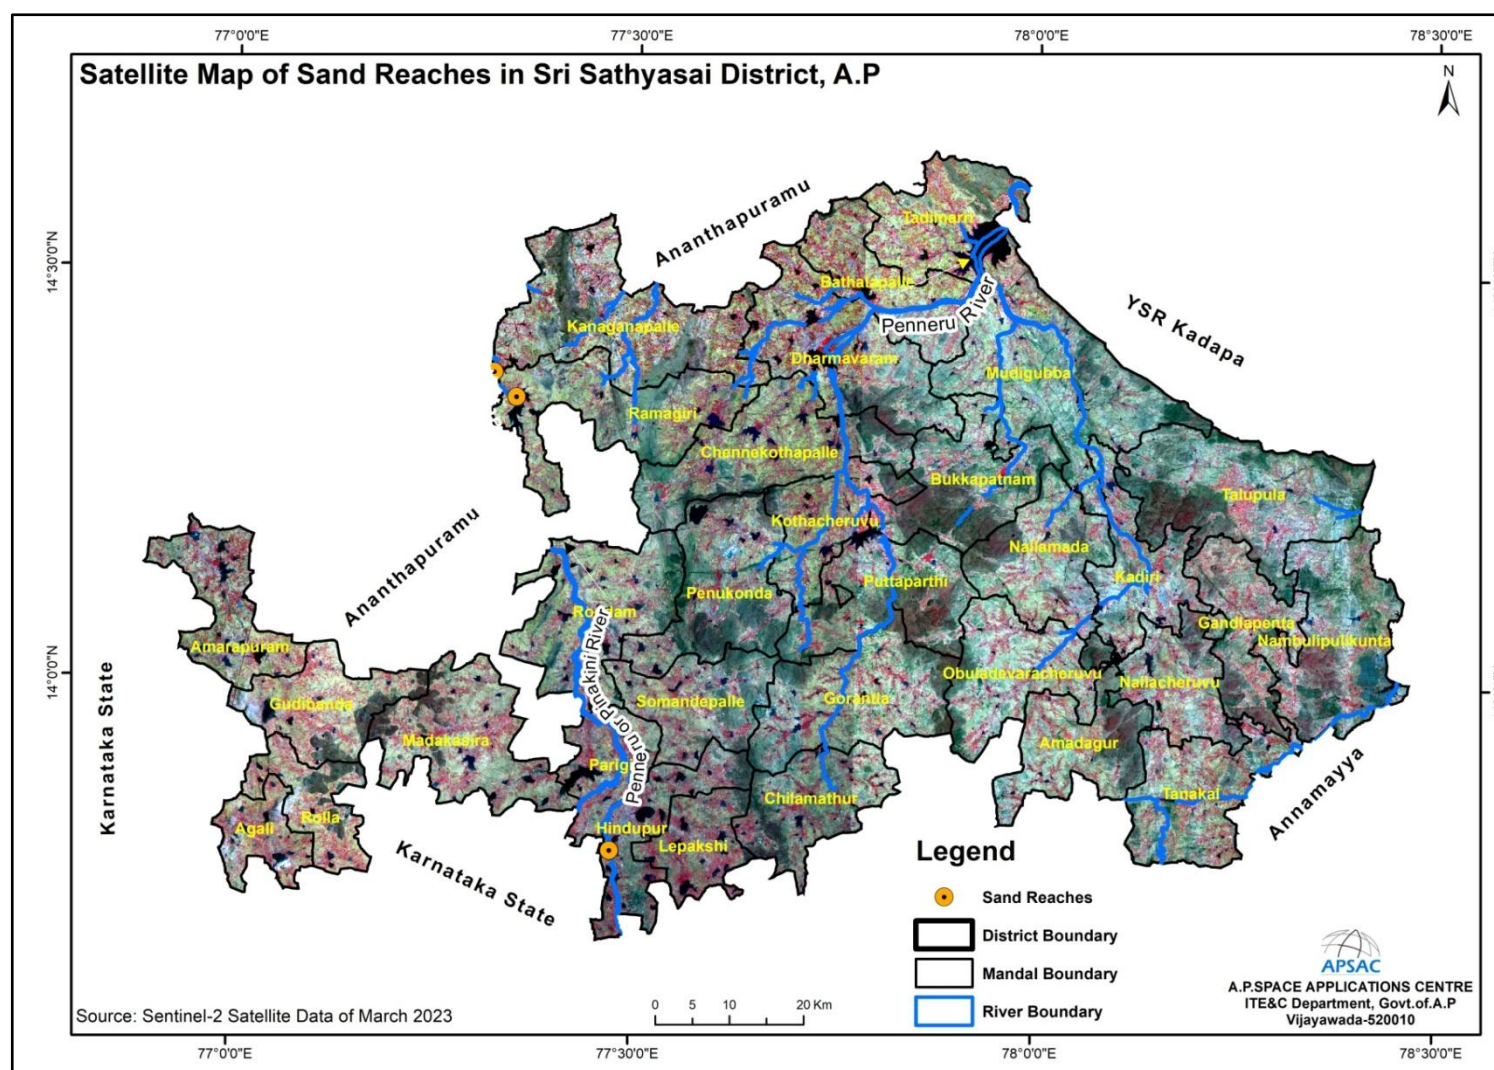 77°0'0"E
77°30'0"E
78°0'0"E
78°30'0"E
Satellite Map of Sand Reaches in Sri Sathyasai District, A.P
N
Ananthapuramu
Tadimarri
14°30'0"N
Bathalapalle
YSR Kadapa
Kanaganapalle
Penneru River
Dharmavaram
Mudigubba
Ramagiri
Chennekothapalle
Bukkapatnam
Talupula
Kothacheruvu
Ananthapuramu
Nallamada
Puttaparthi
Kadiri
Penukonda
Roddam
Gandlapenta
Nambulipulikunta
Amarapuram
14°0'0"N
Penneru or Pinakini River
Obuladevaracheruvu
Nallacheruvu
Somandepalle
Gorantla
Gudibanda
Madakasira
Amadagur
Karnataka State
Parigi
Chilamathur
Tanakal
Annamayya
Agali
Rolla
Hindupur
Lepakshi
Karnataka State
Legend
Sand Reaches
District Boundary
Mandal Boundary
River Boundary
APSAC
A.P.SPACE APPLICATIONS CENTRE
ITE&C Department, Govt.of.A.P
Vijayawada-520010
0 5 10 20 Km
Source: Sentinel-2 Satellite Data of March 2023
77°0'0"E
77°30'0"E
78°0'0"E
78°30'0"E